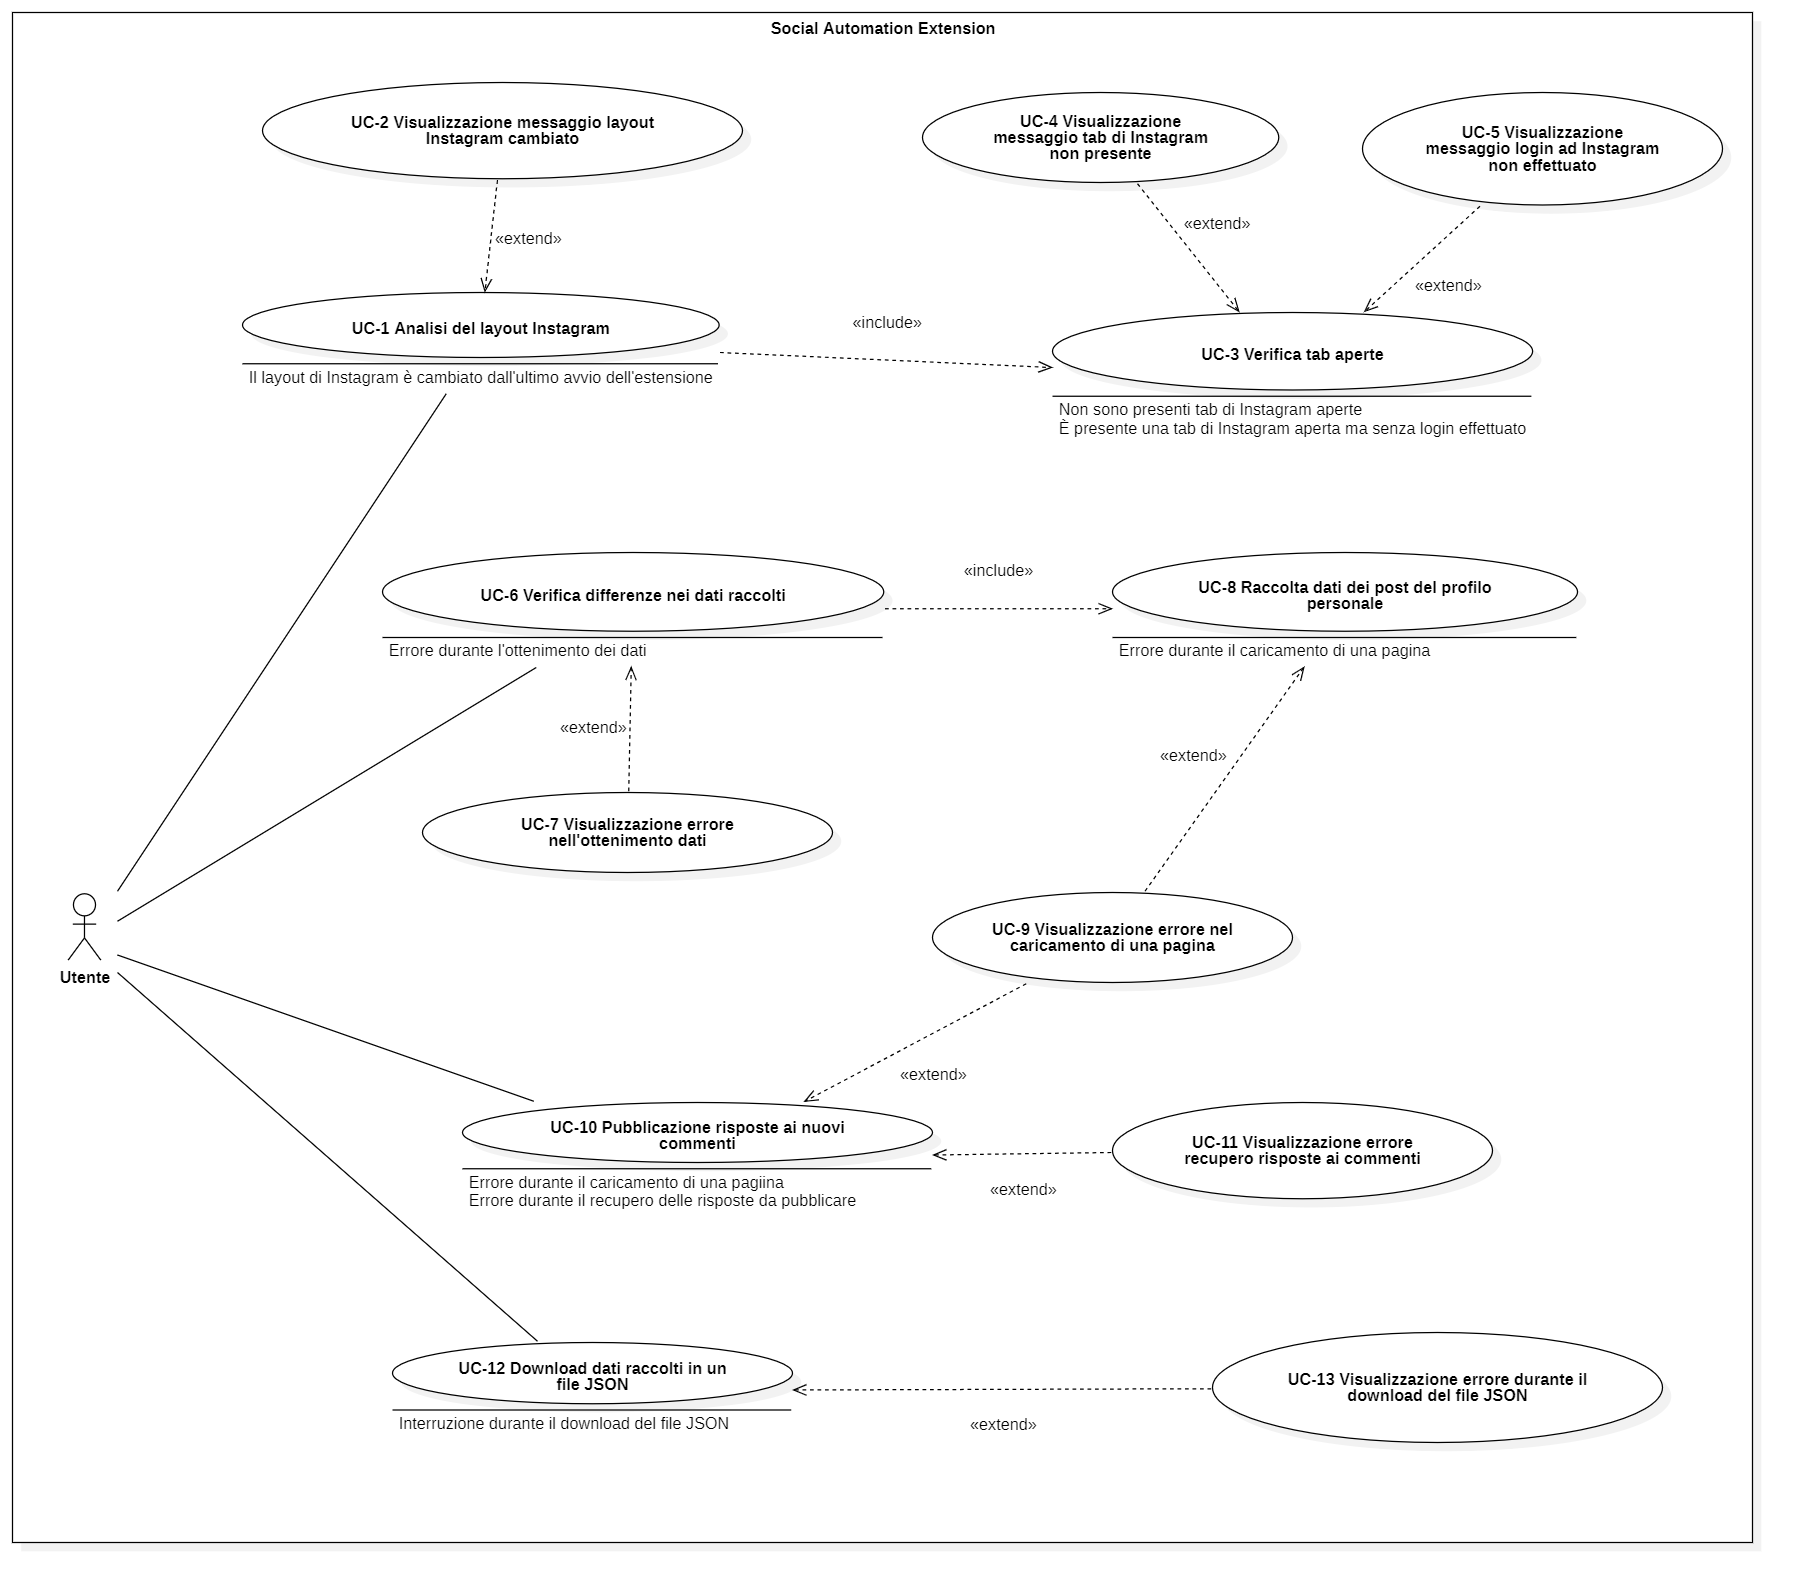 Social Automation Extension
UC-2 Visualizzazione messaggio layout
Instagram cambiato
UC-4 Visualizzazione
messaggio tab di Instagram
non presente
UC-5 Visualizzazione
messaggio login ad Instagram
non effettuato
«extend»
«extend»
«extend»
UC-1 Analisi del layout Instagram
Il layout di Instagram è cambiato dall'ultimo avvio dell'estensione
«include»
UC-3 Verifica tab aperte
Non sono presenti tab di Instagram aperte
È presente una tab di Instagram aperta ma senza login effettuato
UC-6 Verifica differenze nei dati raccolti
Errore durante l'ottenimento dei dati
«include»
UC-8 Raccolta dati dei post del profilo
personale
Errore durante il caricamento di una pagina
«extend»
«extend»
UC-7 Visualizzazione errore
nell'ottenimento dati
UC-9 Visualizzazione errore nel
caricamento di una pagina
Utente
«extend»
UC-10 Pubblicazione risposte ai nuovi
commenti
Errore durante il caricamento di una pagiina
Errore durante il recupero delle risposte da pubblicare
UC-11 Visualizzazione errore
recupero risposte ai commenti
«extend»
UC-12 Download dati raccolti in un
file JSON
Interruzione durante il download del file JSON
UC-13 Visualizzazione errore durante il
download del file JSON
«extend»